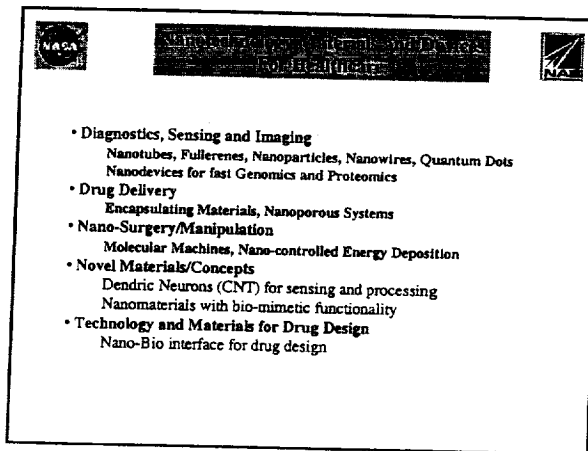 NASA
for Healthcare
NAS
• Diagnostics, Sensing and Imaging
Nanotubes, Fullerenes, Nanoparticles, Nanowires, Quantum Dots
Nanodevices for fast Genomics and Proteomics
• Drug Delivery
Encapsulating Materials, Nanoporous Systems
• Nano-Surgery/Manipulation
Molecular Machines, Nano-controlled Energy Deposition
• Novel Materials/Concepts
Dendric Neurons (CNT) for sensing and processing
Nanomaterials with bio-mimetic functionality
• Technology and Materials for Drug Design
Nano-Bio interface for drug design